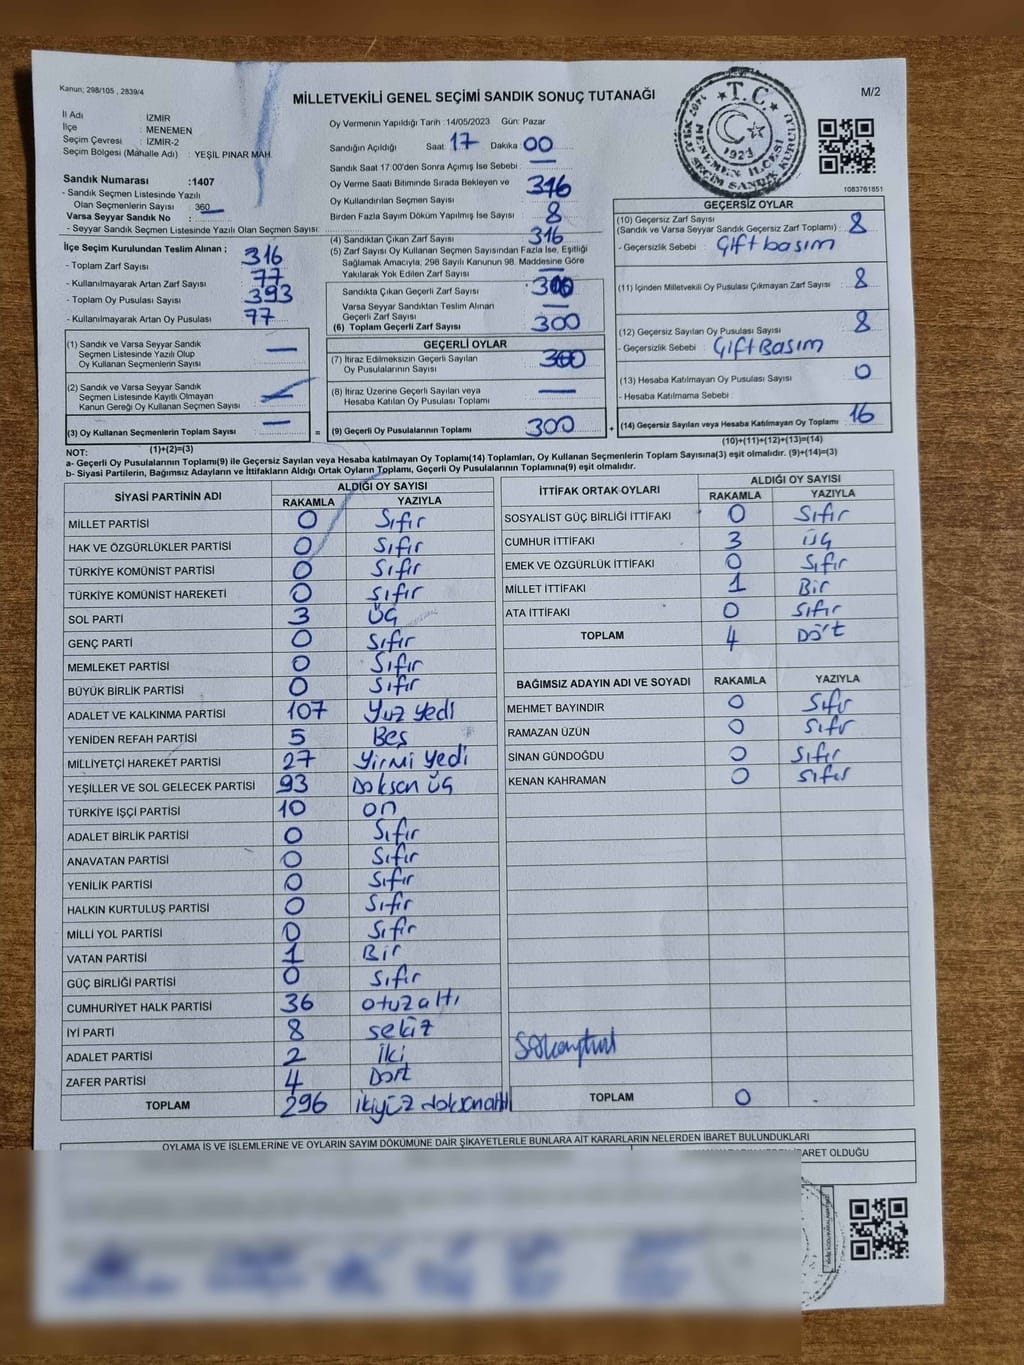 Kanun; 298/105 , 2839/4
M/2
MİLLETVEKİLİ GENEL SEÇİMİ SANDIK SONUÇ TUTANAĞI
İl Adı : İZMİR
İlçe : MENEMEN
Seçim Çevresi : İZMİR-2
Seçim Bölgesi (Mahalle Adı) : YEŞİL PINAR MAH.
Sandık Numarası :1407
- Sandık Seçmen Listesinde Yazılı
Olan Seçmenlerin Sayısı : 360
Varsa Seyyar Sandık No :
- Seyyar Sandık Seçmen Listesinde Yazılı Olan Seçmen Sayısı:
Oy Vermenin Yapıldığı Tarih :14/05/2023 Gün: Pazar
Sandığın Açıldığı Saat 17 Dakika 00
Sandık Saat 17:00'den Sonra Açımış İse Sebebi : —
Oy Verme Saati Bitiminde Sırada Bekleyen ve
Oy Kullandırılan Seçmen Sayısı
Birden Fazla Sayım Döküm Yapılmış İse Sayısı 8
T.C.
1923
MENEMEN İLÇESİ
1083761851
İlçe Seçim Kurulundan Teslim Alınan ;
- Toplam Zarf Sayısı 316
- Kullanılmayarak Artan Zarf Sayısı 77
- Toplam Oy Pusulası Sayısı 393
- Kullanılmayarak Artan Oy Pusulası 77
(4) Sandıktan Çıkan Zarf Sayısı 316
(5) Zarf Sayısı Oy Kullanan Seçmen Sayısından Fazla İse, Eşitliği
Sağlamak Amacıyla, 298 Sayılı Kanunun 98. Maddesine Göre
Yakılarak Yok Edilen Zarf Sayısı —
Sandıkta Çıkan Geçerli Zarf Sayısı
Varsa Seyyar Sandıktan Teslim Alınan
Geçerli Zarf Sayısı —
(6) Toplam Geçerli Zarf Sayısı 300
GEÇERSİZ OYLAR
(10) Geçersiz Zarf Sayısı
(Sandık ve Varsa Seyyar Sandık Geçersiz Zarf Toplamı) : 8
- Geçersizlik Sebebi : Çift basım
(11) İçinden Milletvekili Oy Pusulası Çıkmayan Zarf Sayısı : 8
(12) Geçersiz Sayılan Oy Pusulası Sayısı : 8
- Geçersizlik Sebebi : Çift Basım
(13) Hesaba Katılmayan Oy Pusulası Sayısı : 0
- Hesaba Katılmama Sebebi :
(14) Geçersiz Sayılan veya Hesaba Katılmayan Oy Toplamı 16
(10)+(11)+(12)+(13)=(14)
(1) Sandık ve Varsa Seyyar Sandık
Seçmen Listesinde Yazılı Olup
Oy Kullanan Seçmenlerin Sayısı —
(2) Sandık ve Varsa Seyyar Sandık
Seçmen Listesinde Kayıtlı Olmayan
Kanun Gereği Oy Kullanan Seçmen Sayısı —
(3) Oy Kullanan Seçmenlerin Toplam Sayısı —
(1)+(2)=(3)
GEÇERLİ OYLAR
(7) İtiraz Edilmeksizin Geçerli Sayılan
Oy Pusulalarının Sayısı 300
(8) İtiraz Üzerine Geçerli Sayılan veya
Hesaba Katılan Oy Pusulası Toplamı —
= (9) Geçerli Oy Pusulalarının Toplamı 300 +
NOT:
a- Geçerli Oy Pusulalarının Toplamı(9) ile Geçersiz Sayılan veya Hesaba katılmayan Oy Toplamı(14) Toplamları, Oy Kullanan Seçmenlerin Toplam Sayısına(3) eşit olmalıdır. (9)+(14)=(3)
b- Siyasi Partilerin, Bağımsız Adayların ve İttifakların Aldığı Ortak Oyların Toplamı, Geçerli Oy Pusulalarının Toplamına(9) eşit olmalıdır.
SİYASİ PARTİNİN ADI ALDIĞI OY SAYISI
RAKAMLA YAZIYLA
MİLLET PARTİSİ 0 Sıfır
HAK VE ÖZGÜRLÜKLER PARTİSİ 0 Sıfır
TÜRKİYE KOMÜNİST PARTİSİ 0 Sıfır
TÜRKİYE KOMÜNİST HAREKETİ 0 Sıfır
SOL PARTİ 3 Üç
GENÇ PARTİ 0 Sıfır
MEMLEKET PARTİSİ 0 Sıfır
BÜYÜK BİRLİK PARTİSİ 0 Sıfır
ADALET VE KALKINMA PARTİSİ 107 Yüz yedi
YENİDEN REFAH PARTİSİ 5 Beş
MİLLİYETÇİ HAREKET PARTİSİ 27 Yirmi yedi
YEŞİLLER VE SOL GELECEK PARTİSİ 93 Doksan üç
TÜRKİYE İŞÇİ PARTİSİ 10 on
ADALET BİRLİK PARTİSİ 0 Sıfır
ANAVATAN PARTİSİ 0 Sıfır
YENİLİK PARTİSİ 0 Sıfır
HALKIN KURTULUŞ PARTİSİ 0 Sıfır
MİLLİ YOL PARTİSİ 0 Sıfır
VATAN PARTİSİ 1 Bir
GÜÇ BİRLİĞİ PARTİSİ 0 Sıfır
CUMHURİYET HALK PARTİSİ 36 otuz altı
İYİ PARTİ 8 sekiz
ADALET PARTİSİ 2 iki
ZAFER PARTİSİ 4 Dört
TOPLAM 296 ikiyüz doksanaltı
İTTİFAK ORTAK OYLARI ALDIĞI OY SAYISI
RAKAMLA YAZIYLA
SOSYALİST GÜÇ BİRLİĞİ İTTİFAKI 0 Sıfır
CUMHUR İTTİFAKI 3 üç
EMEK VE ÖZGÜRLÜK İTTİFAKI 0 Sıfır
MİLLET İTTİFAKI 1 Bir
ATA İTTİFAKI 0 Sıfır
TOPLAM 4 Dört
BAĞIMSIZ ADAYIN ADI VE SOYADI RAKAMLA YAZIYLA
MEHMET BAYINDIR 0 Sıfır
RAMAZAN ÜZÜN 0 Sıfır
SİNAN GÜNDOĞDU 0 Sıfır
KENAN KAHRAMAN 0 Sıfır
TOPLAM 0 -
OYLAMA İŞ VE İŞLEMLERİNE VE OYLARIN SAYIM DÖKÜMÜNE DAİR ŞİKAYETLERLE BUNLARA AİT KARARLARIN NELERDEN İBARET BULUNDUKLARI
İBARET OLDUĞU